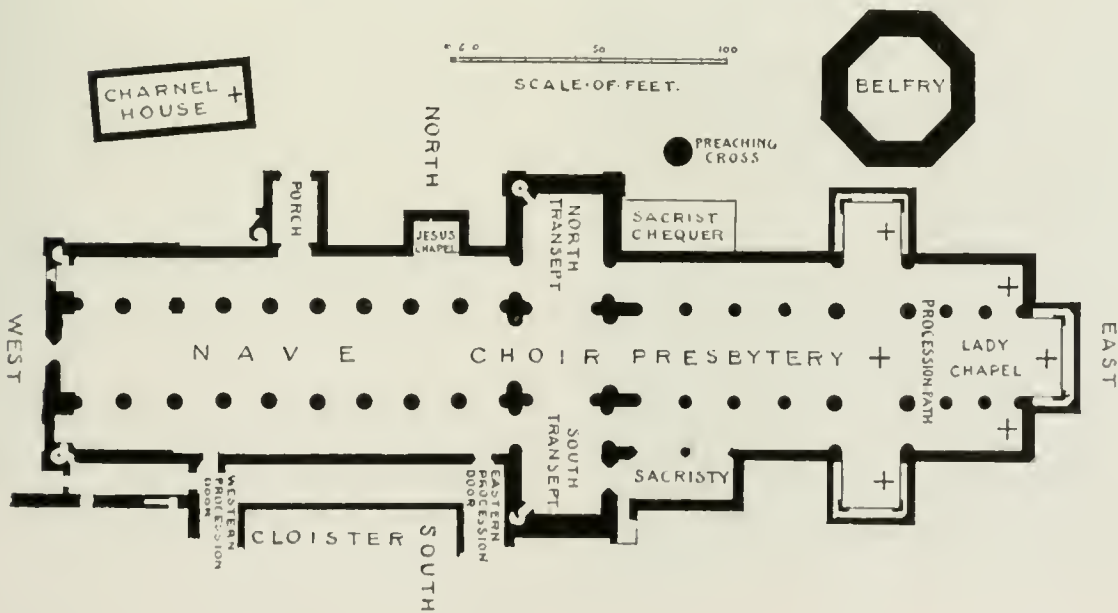 CHARNEL
HOUSE
50
100
SCALE·OF·FEET.
BELFRY
NORTH
PREACHING
CROSS
PORCH
JESUS
CHAPEL
NORTH
TRANSEPT
SACRIST
CHEQUER
WEST
NAVE
CHOIR
PRESBYTERY
PROCESSION·PATH
LADY
CHAPEL
EAST
SOUTH
TRANSEPT
SACRISTY
WESTERN
PROCESSION
DOOR
CLOISTER
SOUTH
EASTERN
PROCESSION
DOOR